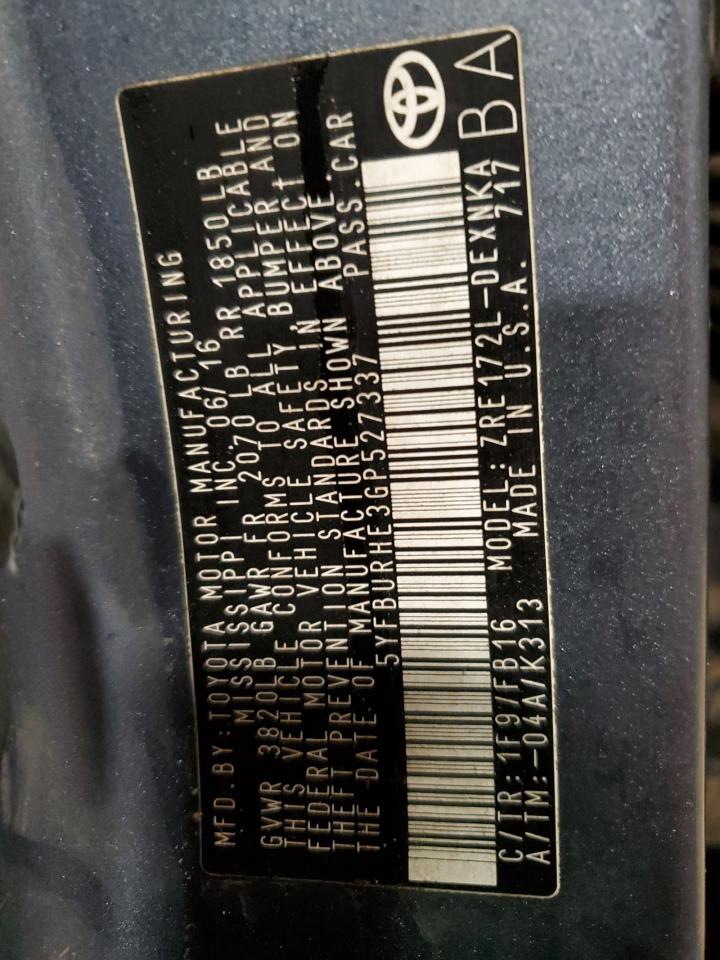 MFD.BY:TOYOTA MOTOR MANUFACTURING
MISSISSIPPI INC. 06/16
GVWR 3820LB GAWR FR 2070 LB RR 1850LB
THIS VEHICLE CONFORMS TO ALL APPLICABLE
FEDERAL MOTOR VEHICLE SAFETY, BUMPER AND
THEFT PREVENTION STANDARDS IN EFFECT ON
THE DATE OF MANUFACTURE SHOWN ABOVE.
5YFBURHE3GP527337 PASS.CAR
C/TR:1F9/FB16 MODEL:ZRE172L-DEXNKA
A/TM:-04A/K313 MADE IN U.S.A. 717
BA